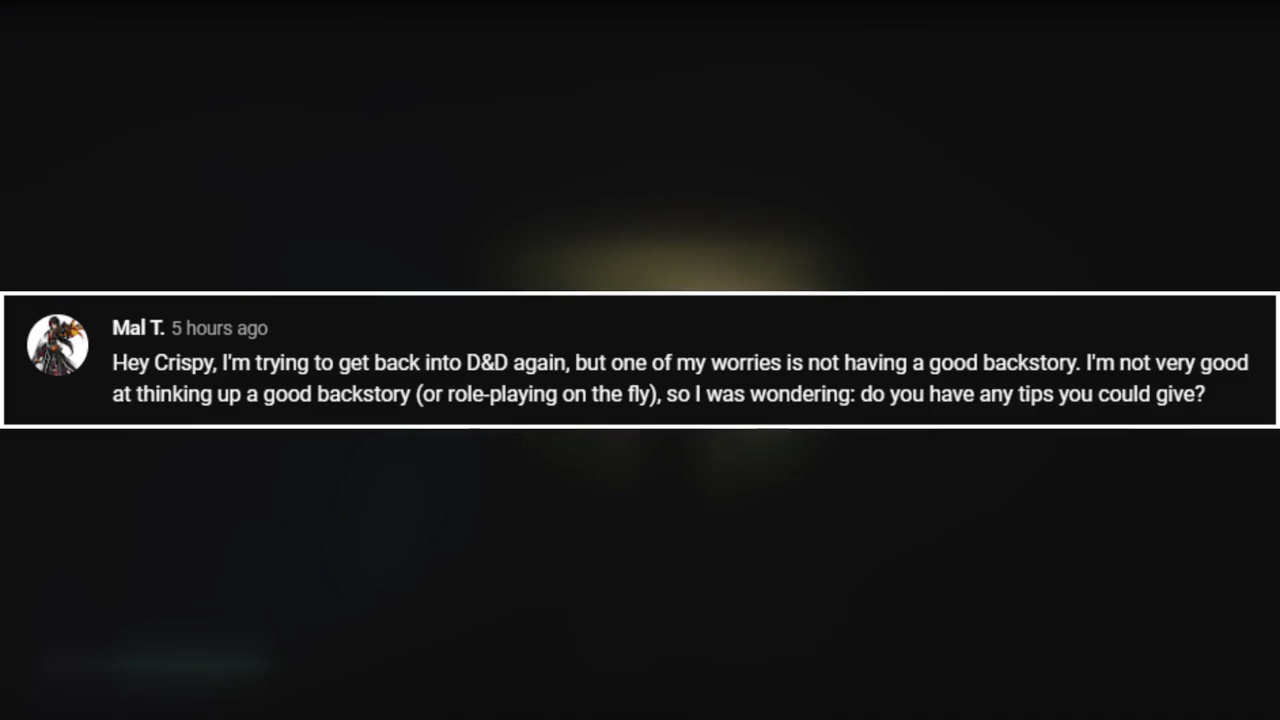 Mal T. 5 hours ago
Hey Crispy, I'm trying to get back into D&D again, but one of my worries is not having a good backstory. I'm not very good
at thinking up a good backstory (or role-playing on the fly), so I was wondering: do you have any tips you could give?